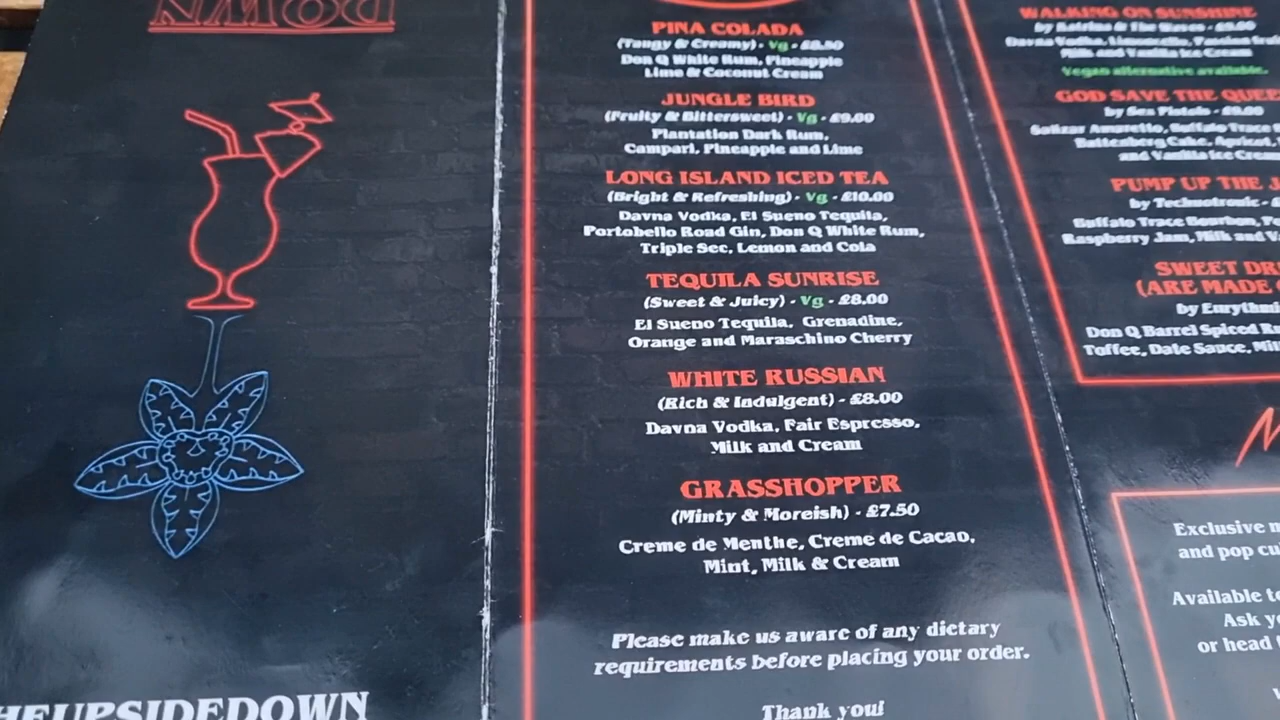 DOWN
HEUPSIDEDOWN
PINA COLADA
(Tangy & Creamy) - Vg - £8.50
Don Q White Rum, Pineapple
Lime & Coconut Cream
JUNGLE BIRD
(Fruity & Bittersweet) - Vg - £9.00
Plantation Dark Rum,
Campari, Pineapple and Lime
LONG ISLAND ICED TEA
(Bright & Refreshing) - Vg - £10.00
Davna Vodka, El Sueno Tequila,
Portobello Road Gin, Don Q White Rum,
Triple Sec, Lemon and Cola
TEQUILA SUNRISE
(Sweet & Juicy) - Vg - £8.00
El Sueno Tequila, Grenadine,
Orange and Maraschino Cherry
WHITE RUSSIAN
(Rich & Indulgent) - £8.00
Davna Vodka, Fair Espresso,
Milk and Cream
GRASSHOPPER
(Minty & Moreish) - £7.50
Creme de Menthe, Creme de Cacao,
Mint, Milk & Cream
Please make us aware of any dietary
requirements before placing your order.
Thank you!
WALKING ON SUNSHINE
by Katrina & The Waves - £9.00
Davna Vodka, Limoncello, Passion
Milk and Vanilla Ice Cream
Vegan alternative available.
GOD SAVE THE
by Sex Pistols - £9.00
Salizar Amaretto, Buffalo Trace
Battenberg Cake, Apricot,
and Vanilla Ice Cream
PUMP UP THE
by Technotronic -
Buffalo Trace Bourbon,
Raspberry Jam, Milk and
SWEET
(ARE MADE
by
Don Q Barrel Spiced
Toffee, Date Sauce,
Exclusive
and pop
Available
Ask
or head